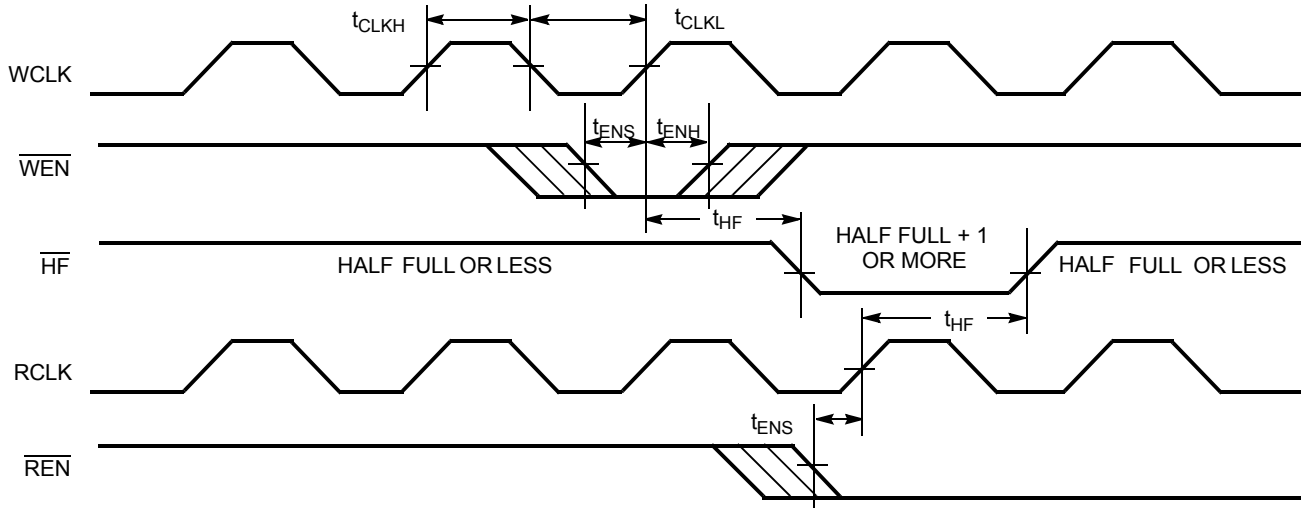 tCLKH
tCLKL
WCLK
tENS
tENH
WEN
tHF
HF
HALF FULL OR LESS
HALF FULL + 1
OR MORE
HALF FULL OR LESS
tHF
RCLK
tENS
REN